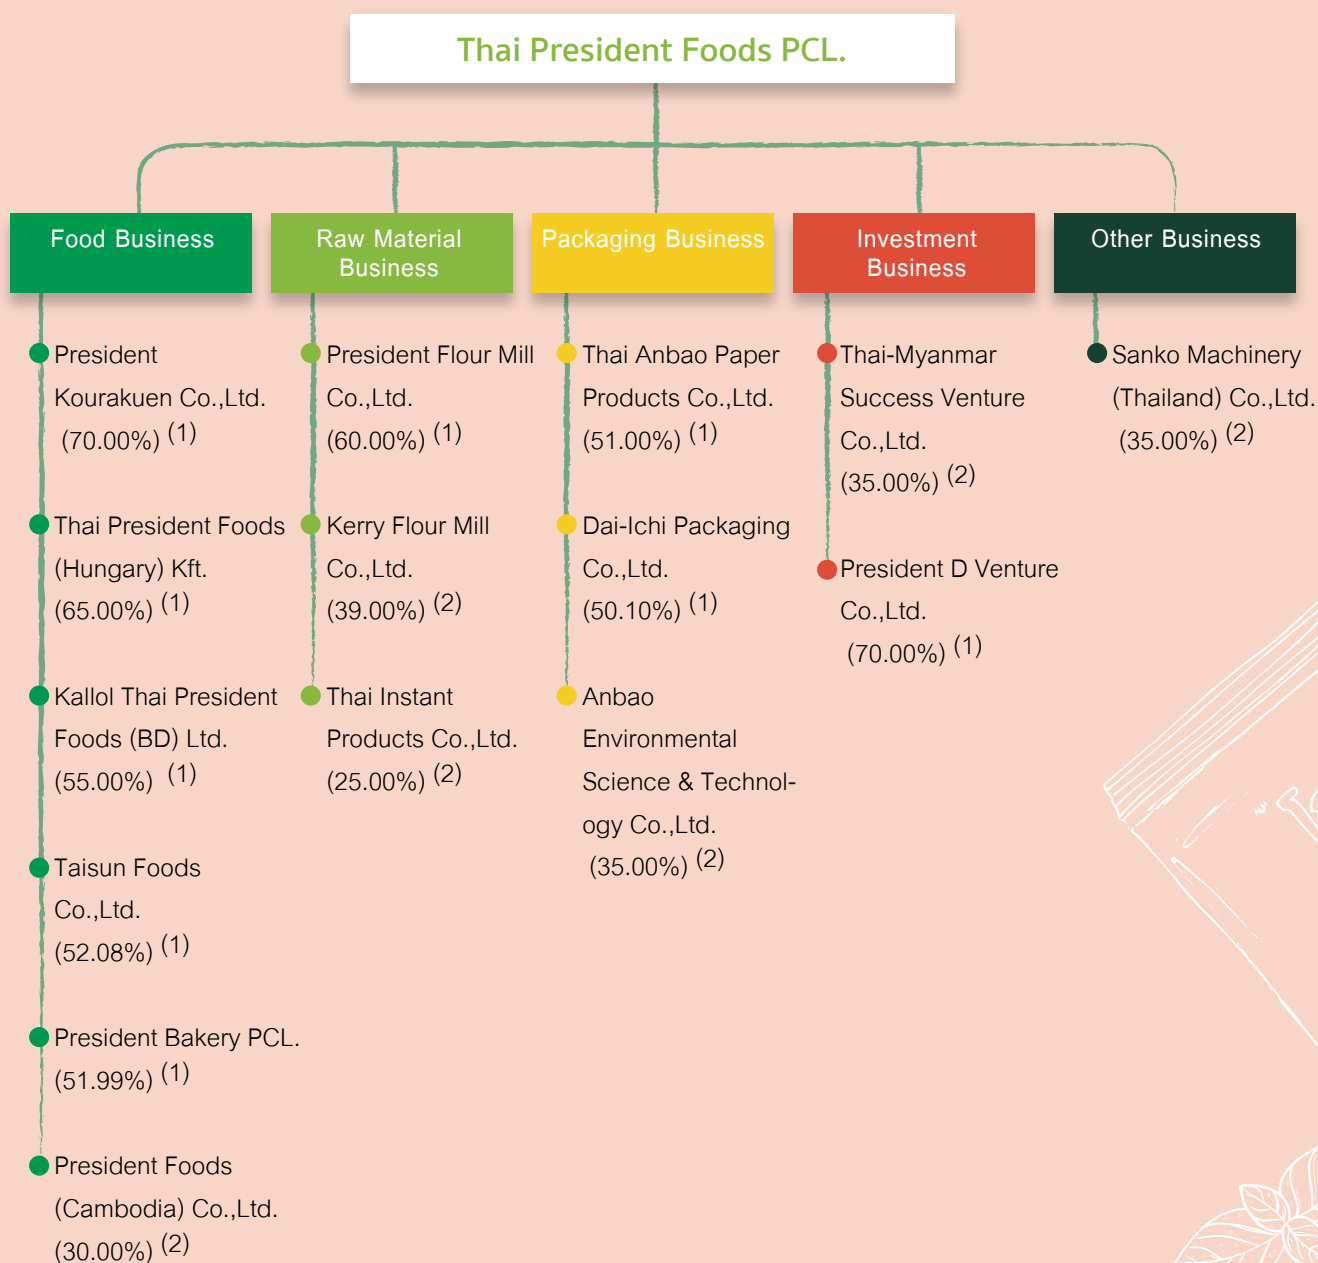 Thai President Foods PCL.
Food Business
President
Kourakuen Co.,Ltd.
(70.00%) (1)
Thai President Foods
(Hungary) Kft.
(65.00%) (1)
Kallol Thai President
Foods (BD) Ltd.
(55.00%) (1)
Taisun Foods
Co.,Ltd.
(52.08%) (1)
President Bakery PCL.
(51.99%) (1)
President Foods
(Cambodia) Co.,Ltd.
(30.00%) (2)
Raw Material
Business
President Flour Mill
Co.,Ltd.
(60.00%) (1)
Kerry Flour Mill
Co.,Ltd.
(39.00%) (2)
Thai Instant
Products Co.,Ltd.
(25.00%) (2)
Packaging Business
Thai Anbao Paper
Products Co.,Ltd.
(51.00%) (1)
Dai-Ichi Packaging
Co.,Ltd.
(50.10%) (1)
Anbao
Environmental
Science & Technol-
ogy Co.,Ltd.
(35.00%) (2)
Investment
Business
Thai-Myanmar
Success Venture
Co.,Ltd.
(35.00%) (2)
President D Venture
Co.,Ltd.
(70.00%) (1)
Other Business
Sanko Machinery
(Thailand) Co.,Ltd.
(35.00%) (2)